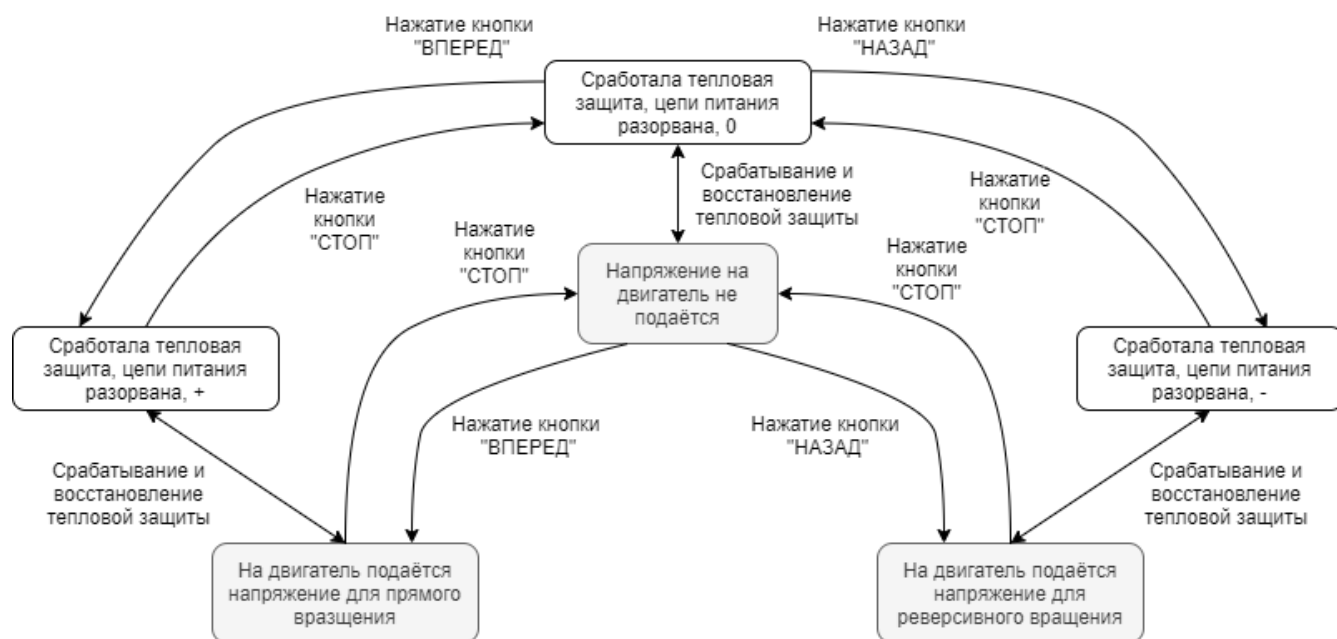 Нажатие кнопки
"ВПЕРЕД"
Нажатие кнопки
"НАЗАД"
Сработала тепловая
защита, цепи питания
разорвана, 0
Нажатие
кнопки
"СТОП"
Срабатывание и
восстановление
тепловой защиты
Нажатие
кнопки
"СТОП"
Нажатие
кнопки
"СТОП"
Напряжение на
двигатель не
подаётся
Нажатие
кнопки
"СТОП"
Сработала тепловая
защита, цепи питания
разорвана, +
Сработала тепловая
защита, цепи питания
разорвана, -
Нажатие кнопки
"ВПЕРЕД"
Нажатие кнопки
"НАЗАД"
Срабатывание и
восстановление
тепловой защиты
Срабатывание и
восстановление
тепловой защиты
На двигатель подаётся
напряжение для прямого
вразщения
На двигатель подаётся
напряжение для
реверсивного вращения